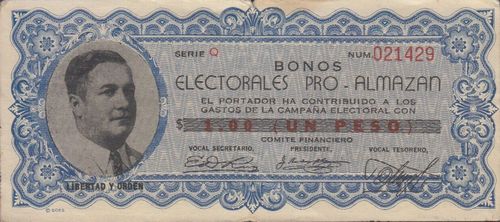 SERIE Q NUM. 021429
BONOS
ELECTORALES PRO - ALMAZAN
EL PORTADOR HA CONTRIBUIDO A LOS
GASTOS DE LA CAMPAÑA ELECTORAL CON
$ 1.00 (UN PESO)
COMITE FINANCIERO
VOCAL SECRETARIO. PRESIDENTE, VOCAL TESORERO,
LIBERTAD Y ORDEN